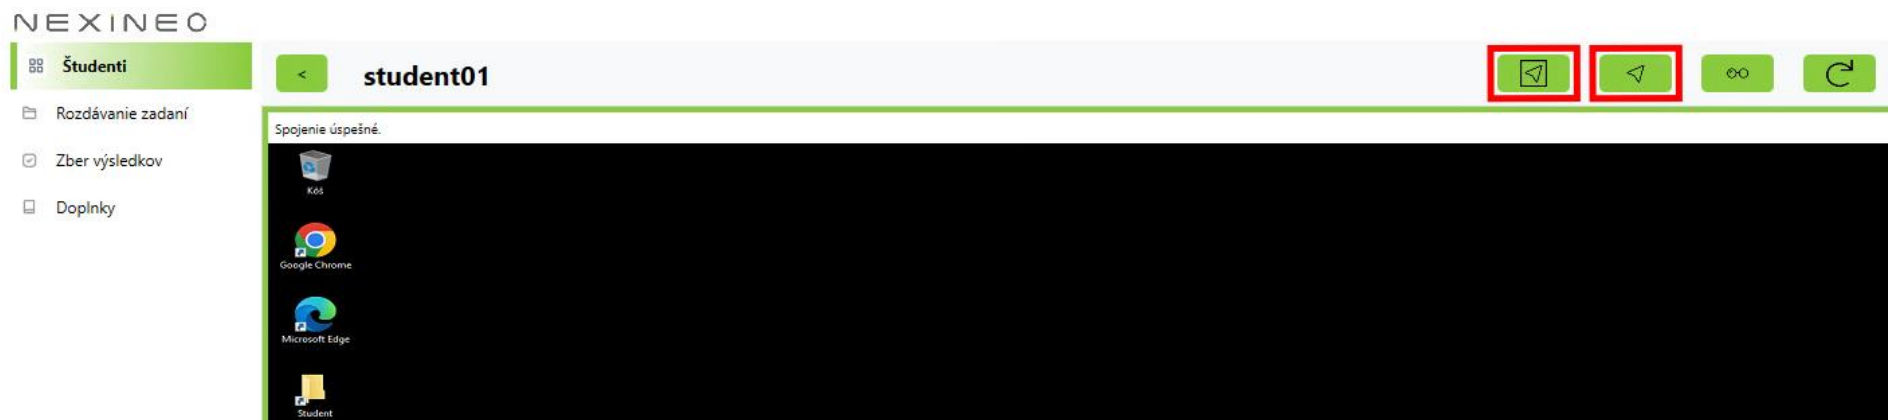 NEXINEO
Študenti
Rozdávanie zadaní
Zber výsledkov
Doplnky
<
student01
Spojenie úspešné.
Kôš
Google Chrome
Microsoft Edge
Student